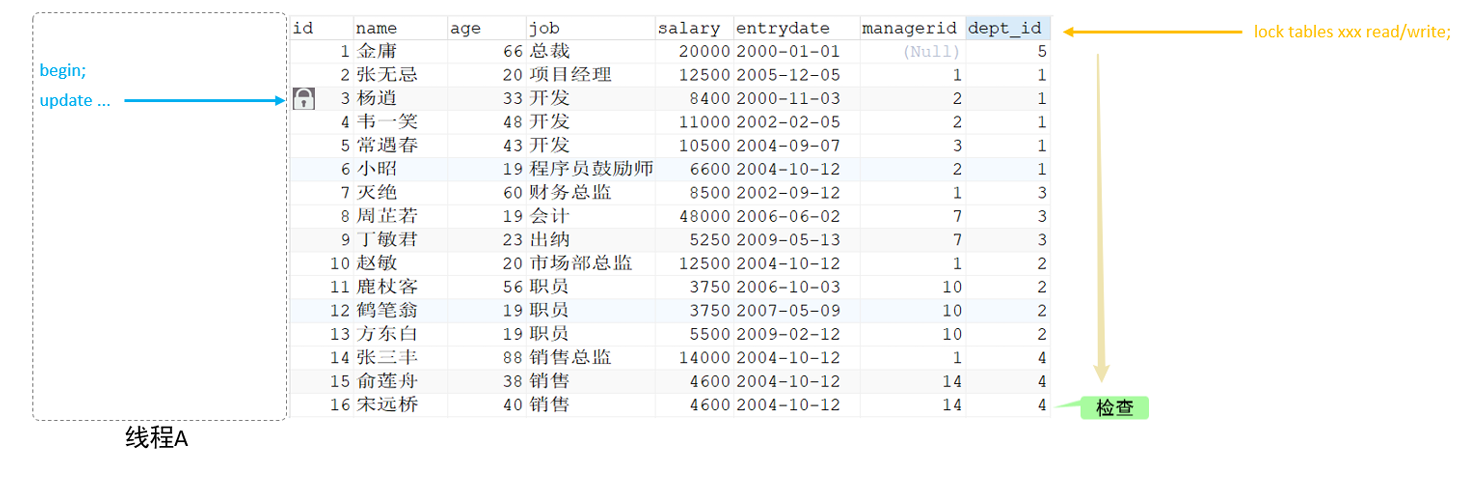 id name age job salary entrydate managerid dept_id
lock tables xxx read/write;
1 金庸 66 总裁 20000 2000-01-01 (Null) 5
begin;
2 张无忌 20 项目经理 12500 2005-12-05 1 1
update ...
3 杨逍 33 开发 8400 2000-11-03 2 1
4 韦一笑 48 开发 11000 2002-02-05 2 1
5 常遇春 43 开发 10500 2004-09-07 3 1
6 小昭 19 程序员鼓励师 6600 2004-10-12 2 1
7 灭绝 60 财务总监 8500 2002-09-12 1 3
8 周芷若 19 会计 48000 2006-06-02 7 3
9 丁敏君 23 出纳 5250 2009-05-13 7 3
10 赵敏 20 市场部总监 12500 2004-10-12 1 2
11 鹿杖客 56 职员 3750 2006-10-03 10 2
12 鹤笔翁 19 职员 3750 2007-05-09 10 2
13 方东白 19 职员 5500 2009-02-12 10 2
14 张三丰 88 销售总监 14000 2004-10-12 1 4
15 俞莲舟 38 销售 4600 2004-10-12 14 4
16 宋远桥 40 销售 4600 2004-10-12 14 4
检查
线程A